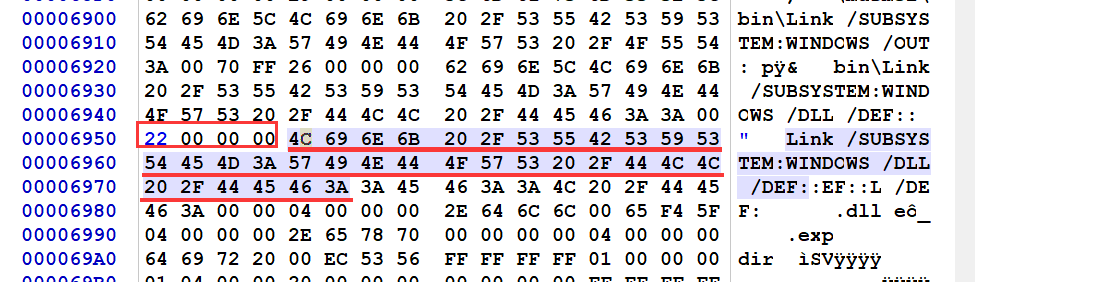 00006900 62 69 6E 5C 4C 69 6E 6B 20 2F 53 55 42 53 59 53 bin\Link /SUBSYS
00006910 54 45 4D 3A 57 49 4E 44 4F 57 53 20 2F 4F 55 54 TEM:WINDOWS /OUT
00006920 3A 00 70 FF 26 00 00 00 62 69 6E 5C 4C 69 6E 6B : pÿ& bin\Link
00006930 20 2F 53 55 42 53 59 53 54 45 4D 3A 57 49 4E 44 /SUBSYSTEM:WIND
00006940 4F 57 53 20 2F 44 4C 4C 20 2F 44 45 46 3A 3A 00 OWS /DLL /DEF::
00006950 22 00 00 00 4C 69 6E 6B 20 2F 53 55 42 53 59 53 " Link /SUBSYS
00006960 54 45 4D 3A 57 49 4E 44 4F 57 53 20 2F 44 4C 4C TEM:WINDOWS /DLL
00006970 20 2F 44 45 46 3A 3A 45 46 3A 3A 4C 20 2F 44 45 /DEF::EF::L /DE
00006980 46 3A 00 00 04 00 00 00 2E 64 6C 6C 00 65 F4 5F F: .dll eô_
00006990 04 00 00 00 2E 65 78 70 00 00 00 00 04 00 00 00 .exp
000069A0 64 69 72 20 00 EC 53 56 FF FF FF FF 01 00 00 00 dir ìSVÿÿÿÿ